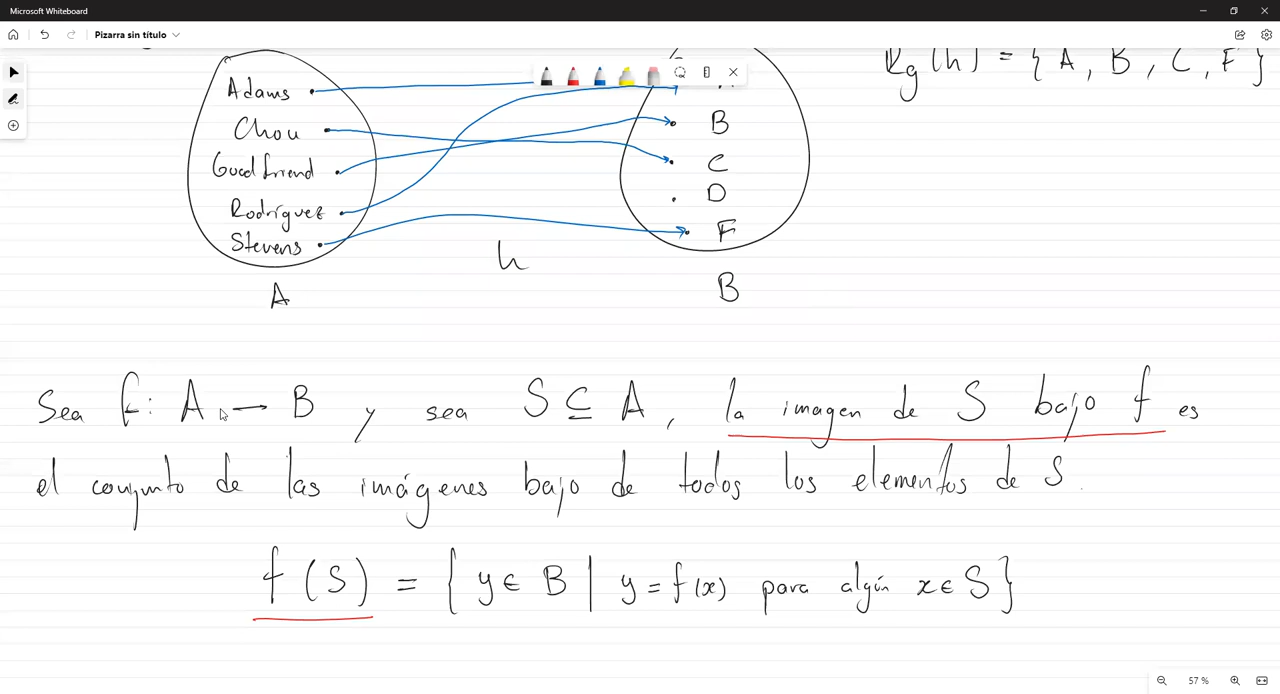 Microsoft Whiteboard
Pizarra sin título
Rg(h) = { A, B, C, F }
Adams
Chou
Goodfriend
Rodríguez
Stevens
A
B
C
D
F
h
A
B
Sea f: A → B y sea S ⊆ A, la imagen de S bajo f es
el conjunto de las imágenes bajo de todos los elementos de S.
f(S) = { y ∈ B | y = f(x) para algún x ∈ S }
57 %